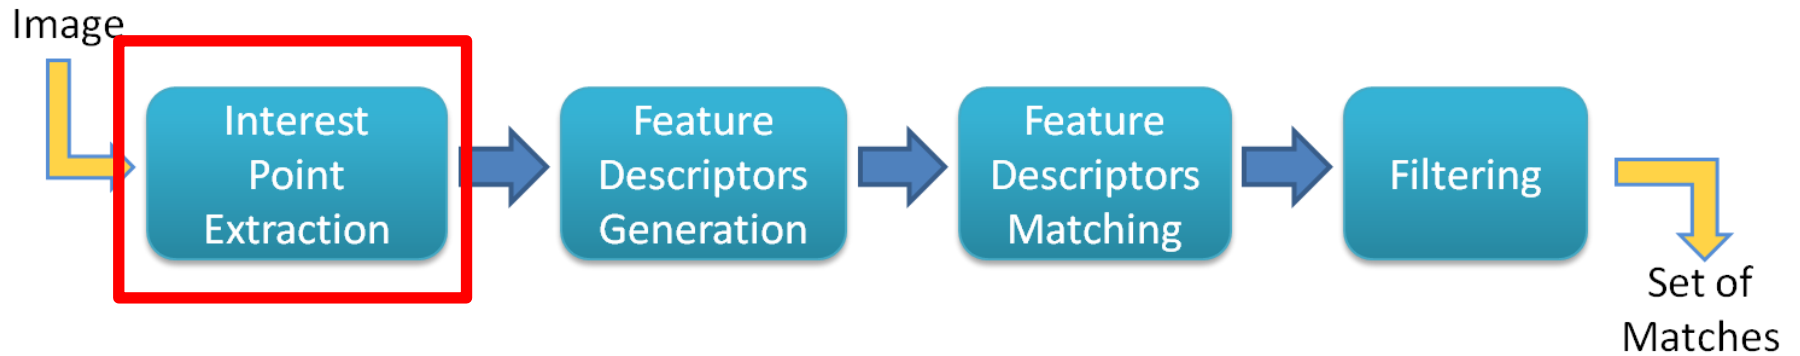 Image
Interest
Point
Extraction
Feature
Descriptors
Generation
Feature
Descriptors
Matching
Filtering
Set of
Matches